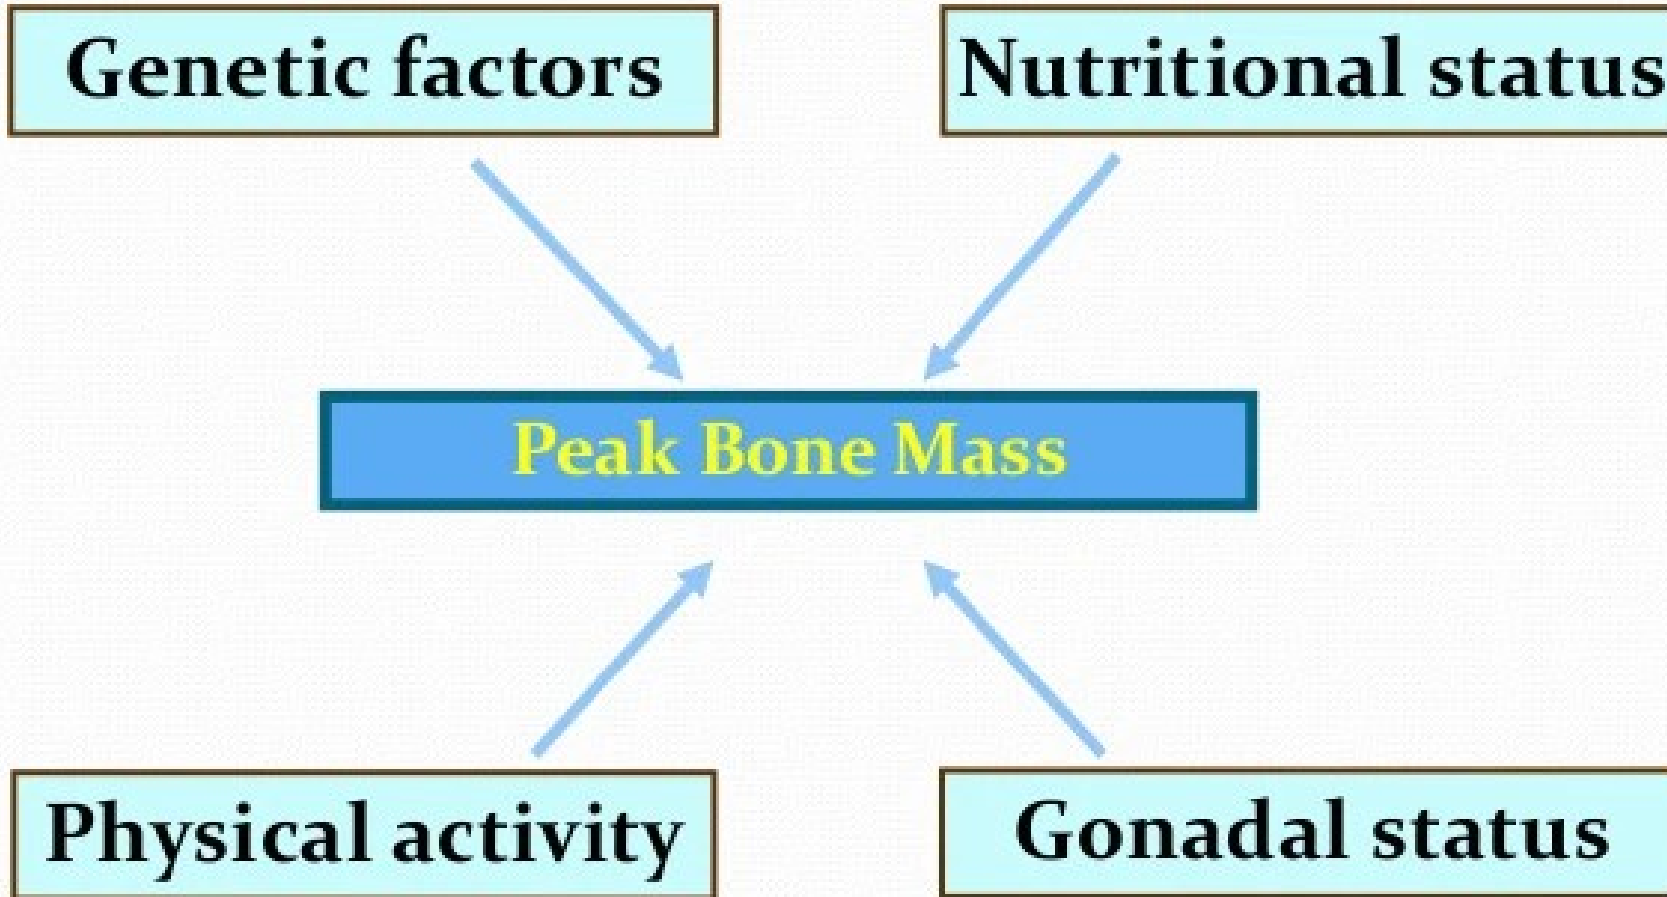 Genetic factors
Nutritional status
Peak Bone Mass
Physical activity
Gonadal status